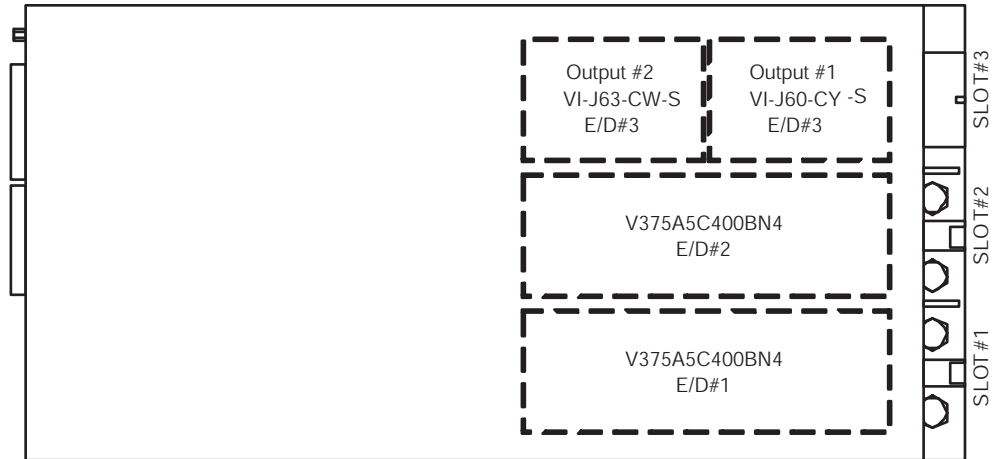 Output #2
VI-J63-CW-S
E/D#3
Output #1
VI-J60-CY -S
E/D#3
SLOT#3
V375A5C400BN4
E/D#2
SLOT#2
V375A5C400BN4
E/D#1
SLOT#1